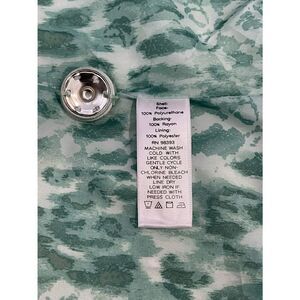 Shell:
Face:
100% Polyurethane
Backing:
100% Rayon
Lining:
100% Polyester
RN 98393
MACHINE WASH
COLD WITH
LIKE COLORS
GENTLE CYCLE
ONLY NON-
CHLORINE BLEACH
WHEN NEEDED
LINE DRY
LOW IRON IF
NEEDED WITH
PRESS CLOTH